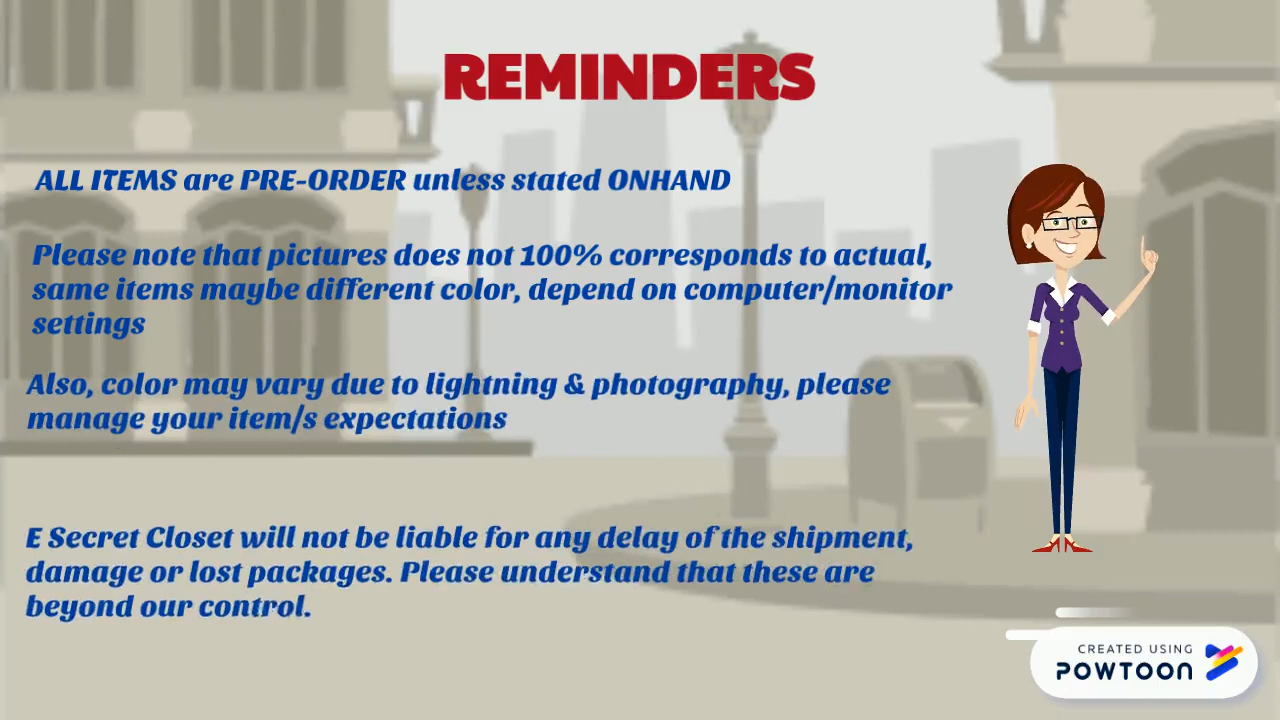 REMINDERS
ALL ITEMS are PRE-ORDER unless stated ONHAND
Please note that pictures does not 100% corresponds to actual,
same items maybe different color, depend on computer/monitor
settings
Also, color may vary due to lightning & photography, please
manage your item/s expectations
E Secret Closet will not be liable for any delay of the shipment,
damage or lost packages. Please understand that these are
beyond our control.
CREATED USING
POWTOON